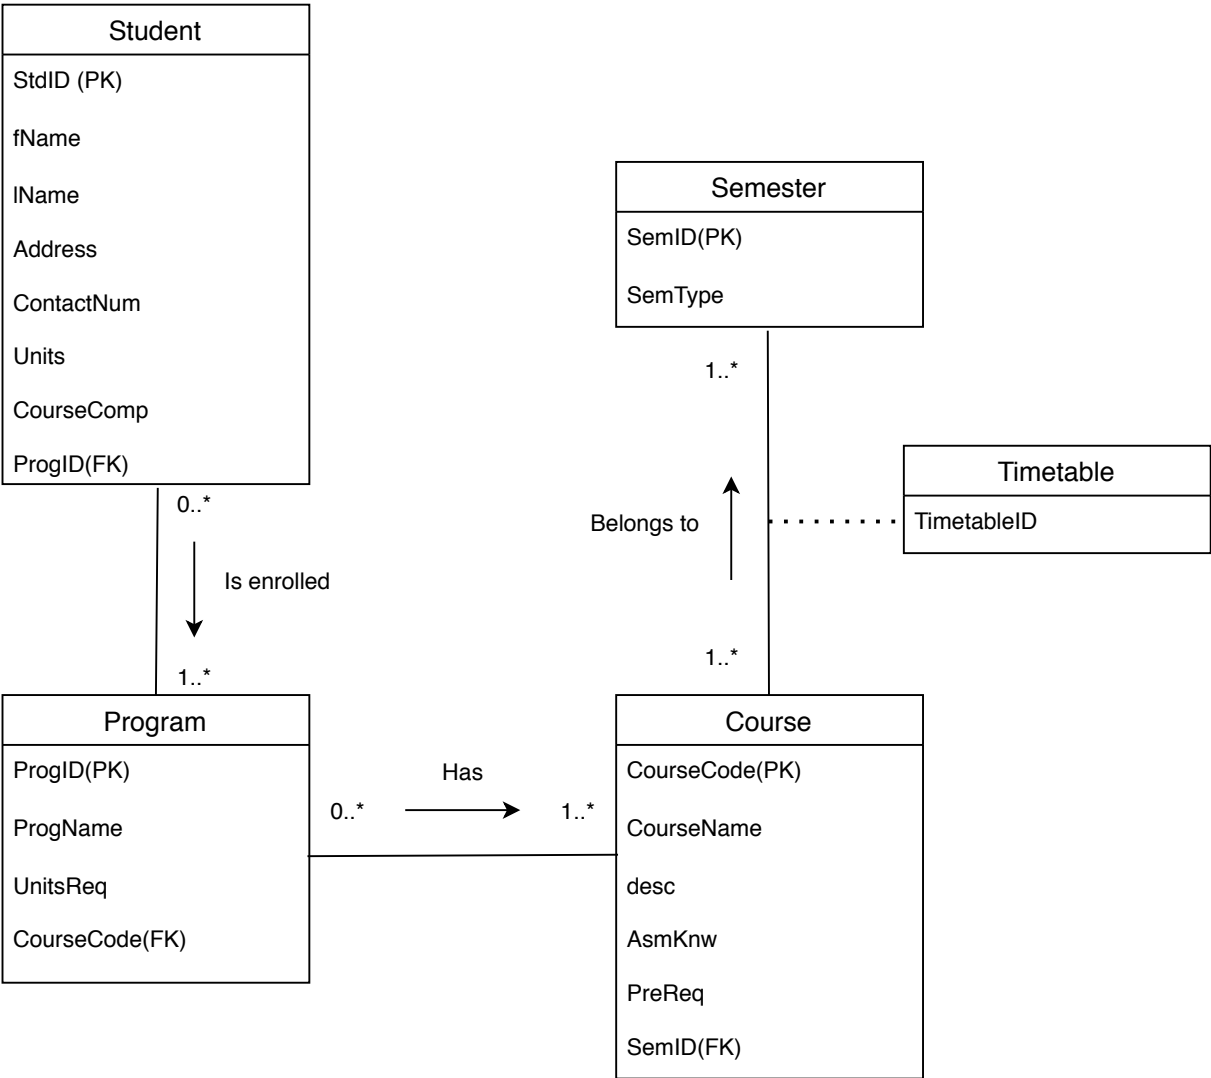 Student
StdID (PK)
fName
lName
Address
ContactNum
Units
CourseComp
ProgID(FK)
0..*
Is enrolled
1..*
Program
ProgID(PK)
ProgName
UnitsReq
CourseCode(FK)
Has
0..*
1..*
Semester
SemID(PK)
SemType
1..*
Belongs to
Timetable
TimetableID
1..*
Course
CourseCode(PK)
CourseName
desc
AsmKnw
PreReq
SemID(FK)